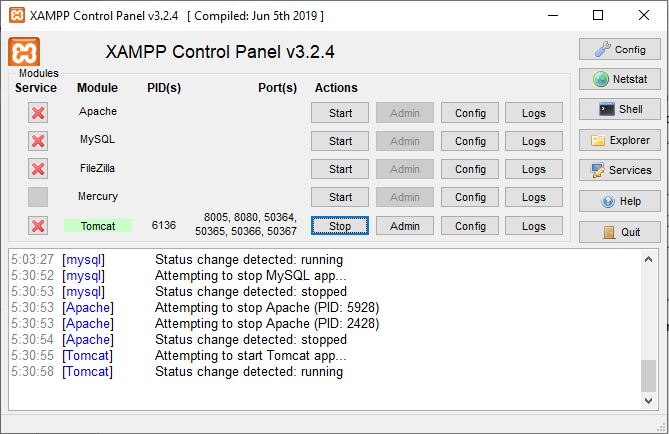 XAMPP Control Panel v3.2.4 [ Compiled: Jun 5th 2019 ]
XAMPP Control Panel v3.2.4
Config
Modules
Service Module PID(s) Port(s) Actions
Netstat
Apache Start Admin Config Logs
Shell
MySQL Start Admin Config Logs
Explorer
FileZilla Start Admin Config Logs
Services
Mercury Start Admin Config Logs
Help
Tomcat 6136 8005, 8080, 50364, 50365, 50366, 50367 Stop Admin Config Logs
Quit
5:03:27 [mysql] Status change detected: running
5:30:52 [mysql] Attempting to stop MySQL app...
5:30:53 [mysql] Status change detected: stopped
5:30:53 [Apache] Attempting to stop Apache (PID: 5928)
5:30:53 [Apache] Attempting to stop Apache (PID: 2428)
5:30:54 [Apache] Status change detected: stopped
5:30:55 [Tomcat] Attempting to start Tomcat app...
5:30:58 [Tomcat] Status change detected: running